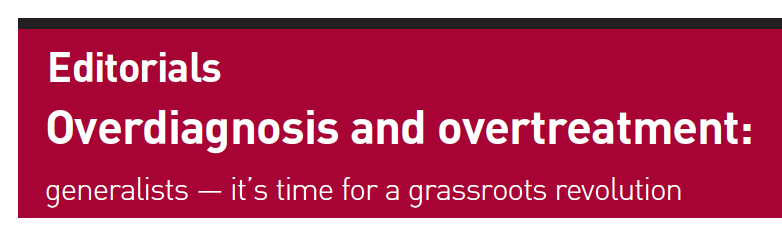 Editorials
Overdiagnosis and overtreatment:
generalists — it’s time for a grassroots revolution